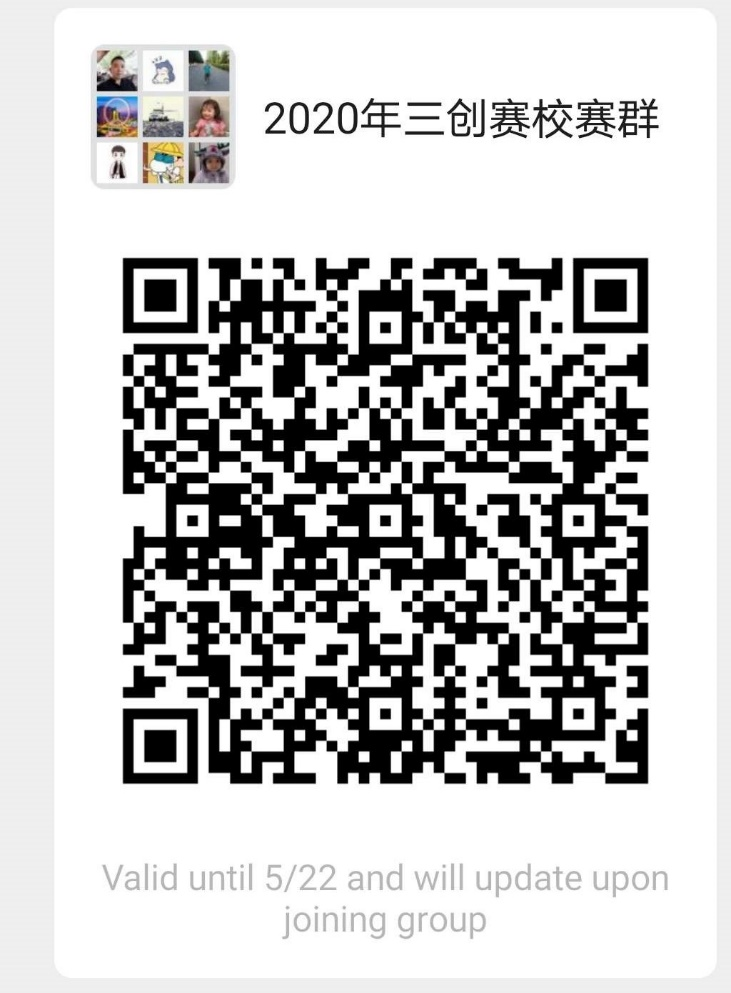 2020年三创赛校赛群
Valid until 5/22 and will update upon
joining group